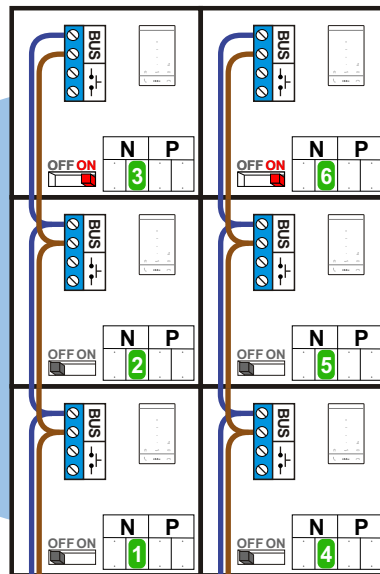 BUS BUS
OFF ON N P OFF ON N P
3 6
BUS BUS
N P N P
OFF ON 2 OFF ON 5
BUS BUS
N P N P
OFF ON 1 OFF ON 4